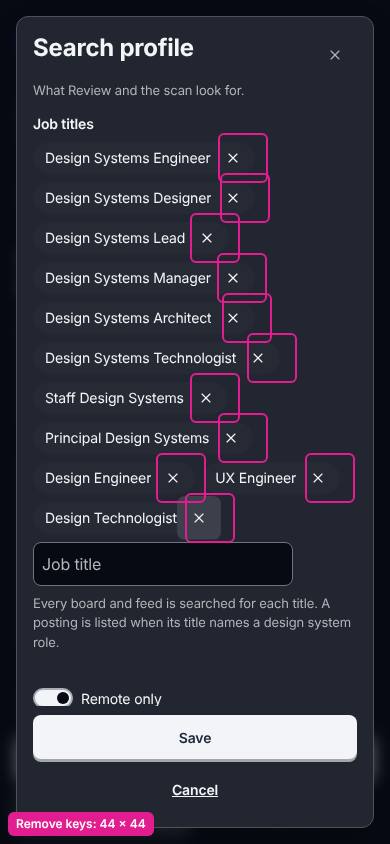 Search profile
What Review and the scan look for.
Job titles
Design Systems Engineer
Design Systems Designer
Design Systems Lead
Design Systems Manager
Design Systems Architect
Design Systems Technologist
Staff Design Systems
Principal Design Systems
Design Engineer UX Engineer
Design Technologist
Job title
Every board and feed is searched for each title. A
posting is listed when its title names a design system
role.
Remote only
Save
Cancel
Remove keys: 44 × 44